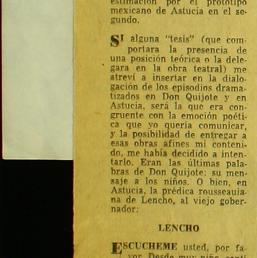 estimación por el prototipo
mexicano de Astucia en el se-
gundo.
SI alguna "tesis" (que com-
portara la presencia de
una posición teórica o la dele-
gara en la obra teatral) me
atreví a insertar en la dialo-
gación de los episodios drama-
tizados en Don Quijote y en
Astucia, será la que era con-
gruente con la emoción poéti-
ca que yo quería comunicar,
y la posibilidad de entregar a
esas obras afines mi conteni-
do, me había decidido a inten-
tarlo. Eran las últimas pala-
bras de Don Quijote: su men-
saje a los niños. O bien, en
Astucia, la prédica rousseaulia-
na de Lencho, al viejo gober-
nador:
LENCHO
ESCUCHEME usted, por fa-
vor. Desde muy niño, sentí